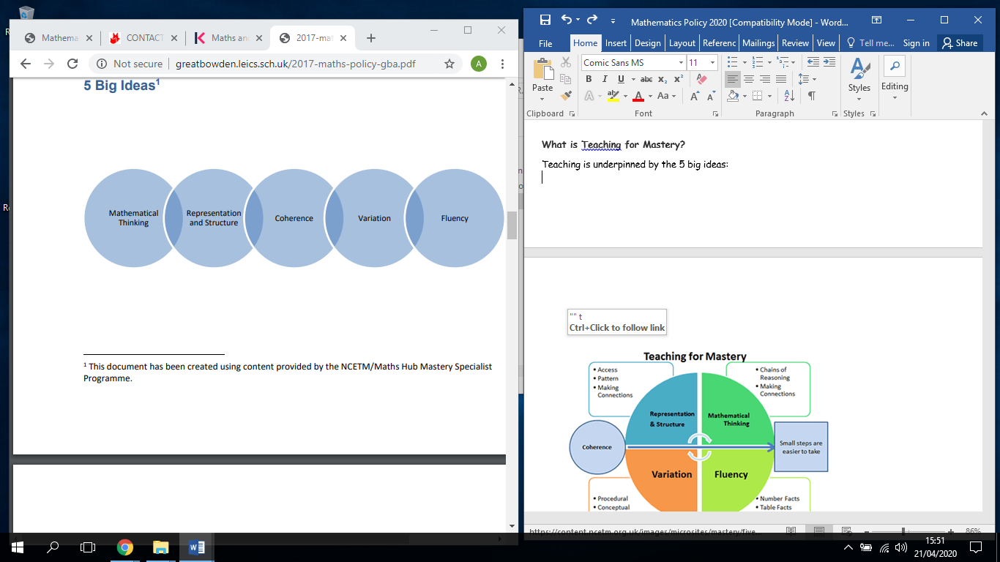 Mathema
CONTACT
Maths an
2017-mat
Not secure
greatbowden.leics.sch.uk/2017-maths-policy-gba.pdf
A
5 Big Ideas1
Mathematical
Thinking
Representation
and Structure
Coherence
Variation
Fluency
1 This document has been created using content provided by the NCETM/Maths Hub Mastery Specialist
Programme.
Mathematics Policy 2020 [Compatibility Mode] - Word...
File
Home
Insert
Design
Layout
Referenc
Mailings
Review
View
Tell me...
Sign in
Share
Paste
Comic Sans MS
11
B I U abc x2 x2
A aby A Aa A A
Styles
Editing
Clipboard
Font
Paragraph
Styles
What is Teaching for Mastery?
Teaching is underpinned by the 5 big ideas:
"" t
Ctrl+Click to follow link
Teaching for Mastery
• Access
• Pattern
• Making
Connections
• Chains of
Reasoning
• Making
Connections
Representation
& Structure
Mathematical
Thinking
Coherence
Small steps are
easier to take
Variation
Fluency
• Procedural
• Conceptual
• Number Facts
• Table Facts
https://content.ncetm.org.uk/images/microsites/mastery/five...
86%
15:51
21/04/2020